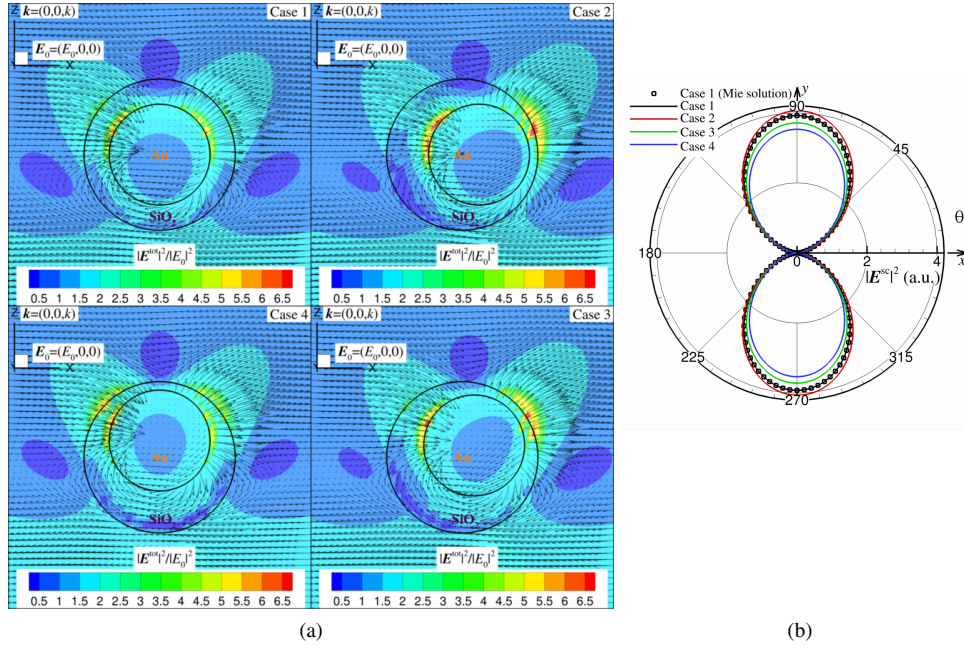 Z k=(0,0,k) Case 1
E₀=(E₀,0,0)
X
Au
SiO₂
|E^tot|²/|E₀|²
0.5 1 1.5 2 2.5 3 3.5 4 4.5 5 5.5 6 6.5
Z k=(0,0,k) Case 2
E₀=(E₀,0,0)
X
Au
SiO₂
|E^tot|²/|E₀|²
0.5 1 1.5 2 2.5 3 3.5 4 4.5 5 5.5 6 6.5
Z k=(0,0,k) Case 4
E₀=(E₀,0,0)
X
Au
SiO₂
|E^tot|²/|E₀|²
0.5 1 1.5 2 2.5 3 3.5 4 4.5 5 5.5 6 6.5
Z k=(0,0,k) Case 3
E₀=(E₀,0,0)
X
Au
SiO₂
|E^tot|²/|E₀|²
0.5 1 1.5 2 2.5 3 3.5 4 4.5 5 5.5 6 6.5
(a)
Case 1 (Mie solution) y
Case 1
Case 2
Case 3
Case 4
90
45
θ
180
0 2 4 x
|E^sc|² (a.u.)
225 315
270
(b)